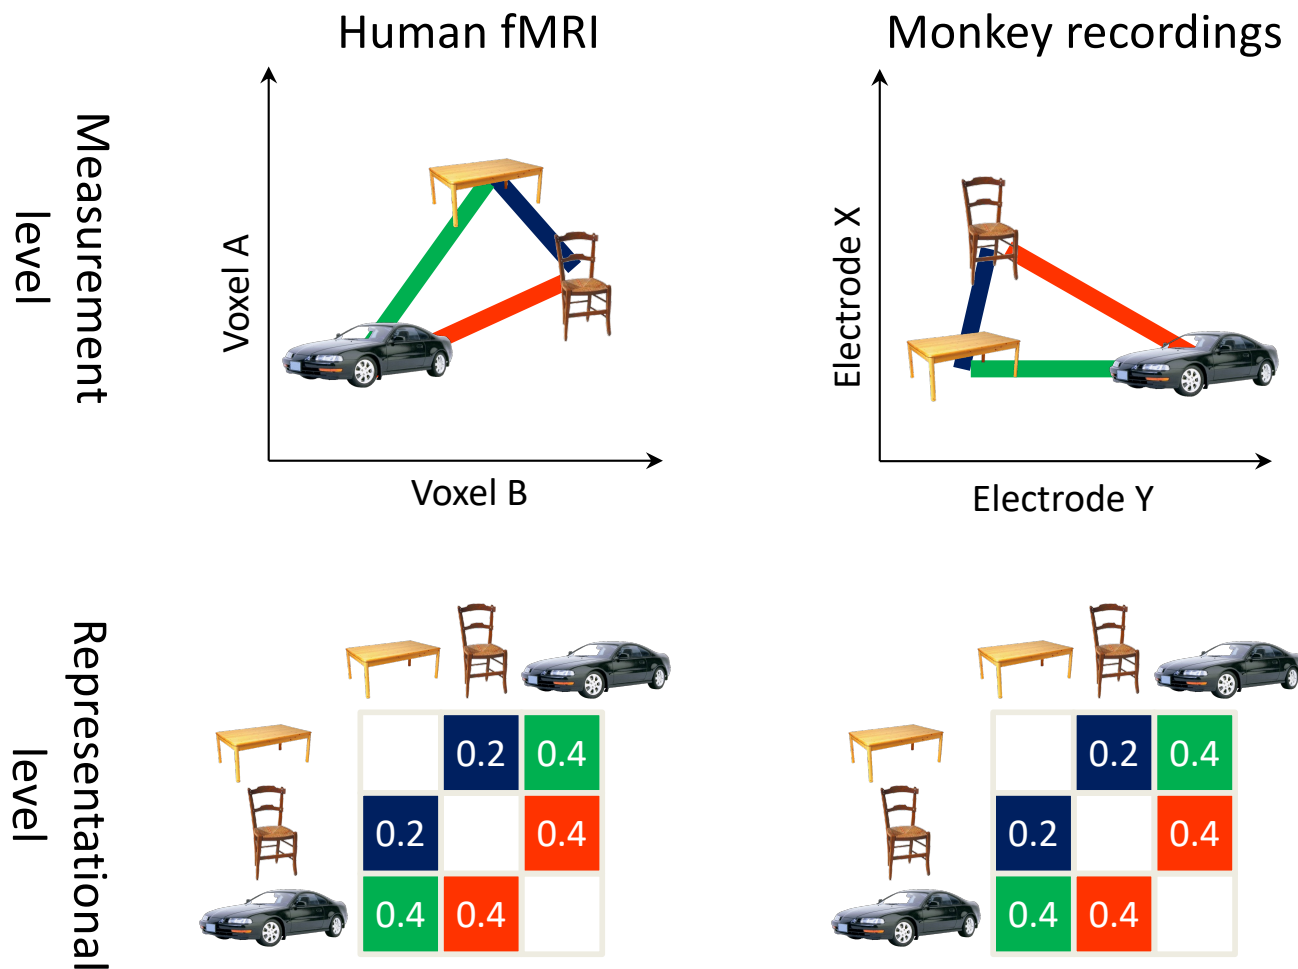 Human fMRI
Monkey recordings
Measurement
level
Voxel A
Voxel B
Electrode X
Electrode Y
Representational
level
0.2 0.4
0.2 0.4
0.4 0.4
0.2 0.4
0.2 0.4
0.4 0.4